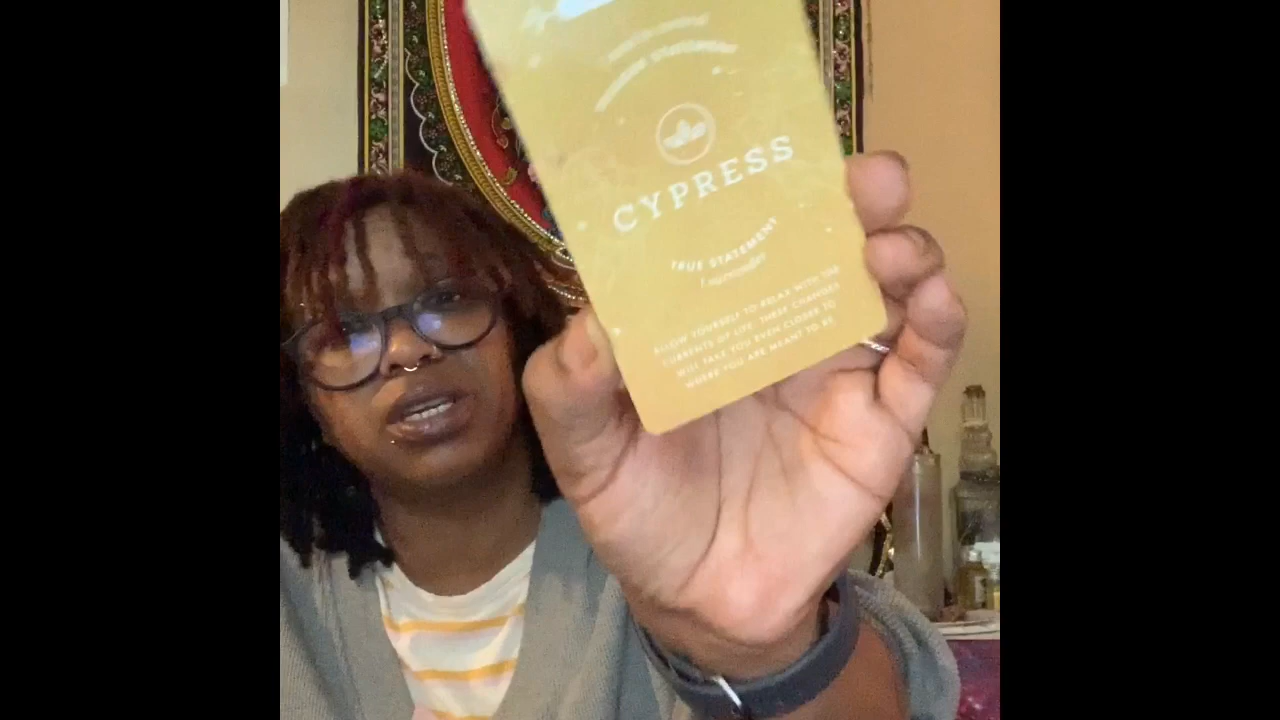 CYPRESS
TRUE STATEMENT
ALLOW YOURSELF TO RELAX WITH THE
CURRENTS OF LIFE. THESE CHANGES
WILL TAKE YOU EVEN CLOSER TO
WHERE YOU ARE MEANT TO BE.